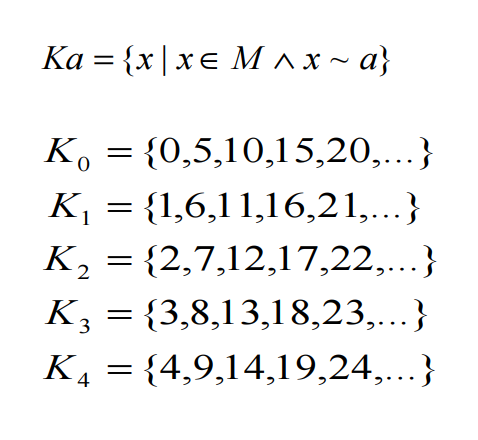 Ka = {x | x ∈ M ∧ x ~ a}
K₀ = {0,5,10,15,20,...}
K₁ = {1,6,11,16,21,...}
K₂ = {2,7,12,17,22,...}
K₃ = {3,8,13,18,23,...}
K₄ = {4,9,14,19,24,...}